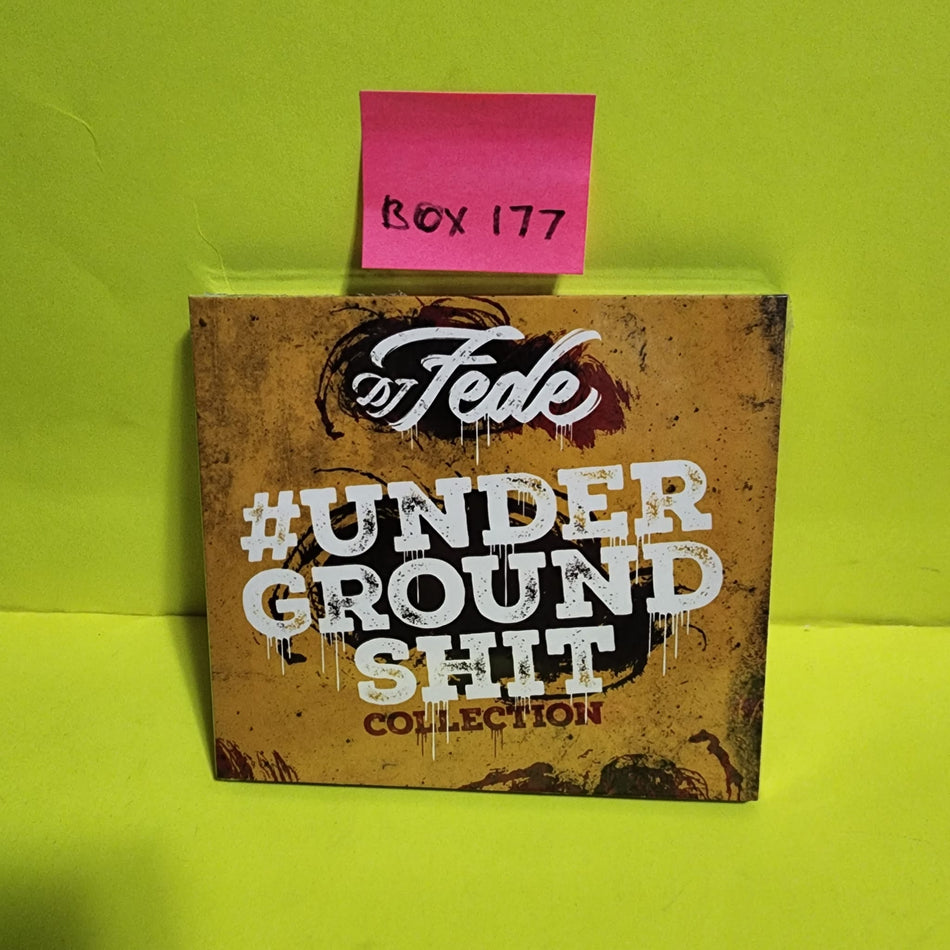 BOX 177
DJ Fede
#UNDER
GROUND
SHIT
COLLECTION